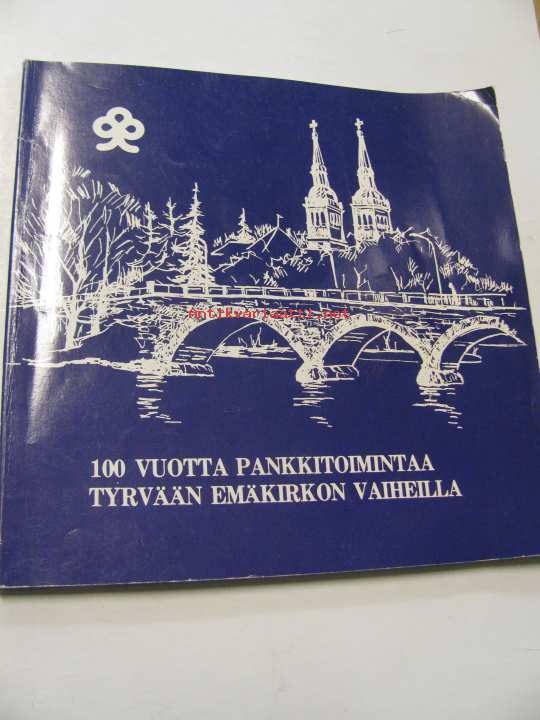 Antikvariaatti.net
100 VUOTTA PANKKITOIMINTAA
TYRVÄÄN EMÄKIRKON VAIHEILLA